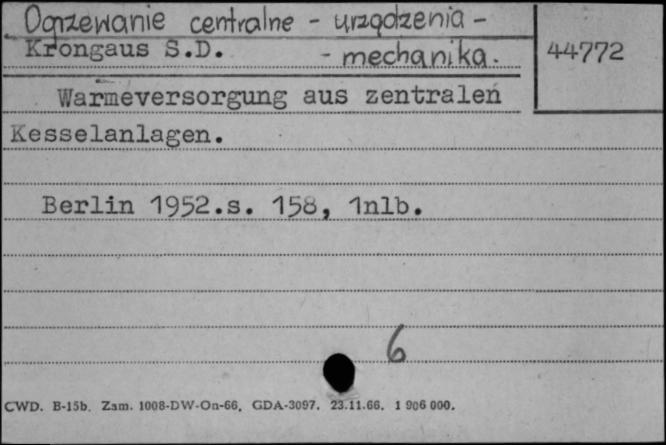 Ogrzewanie centralne - urządzenia -
Krongaus S.D. - mechanika.
44772
Warmeversorgung aus zentralen
Kesselanlagen.
Berlin 1952.s. 158, 1nlb.
6
CWD. B-15b. Zam. 1008-DW-On-66. GDA-3097. 23.11.66. 1 906 000.